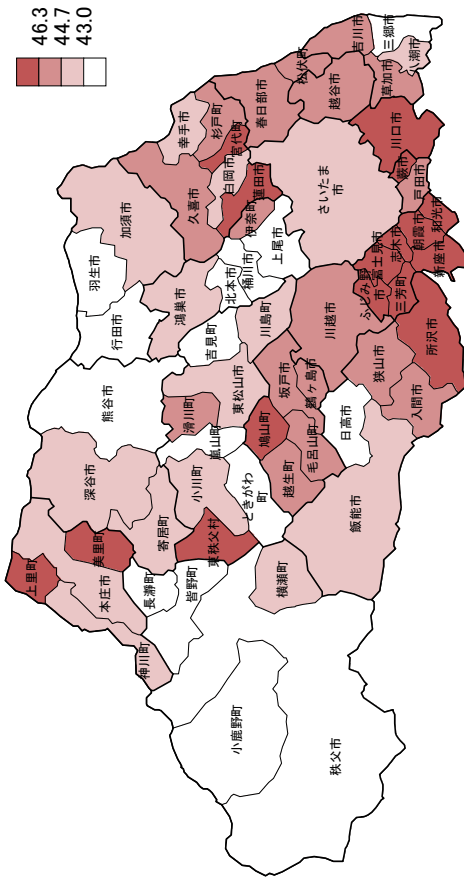 46.3
44.7
43.0
上里町
美里町
本庄市
神川町
深谷市
寄居町
長瀞町
皆野町
小鹿野町
秩父市
横瀬町
東秩父村
小川町
ときがわ
町
嵐山町
滑川町
東松山市
鳩山町
越生町
毛呂山町
坂戸市
鶴ヶ島市
日高市
飯能市
入間市
狭山市
所沢市
川越市
川島町
吉見町
熊谷市
行田市
羽生市
加須市
鴻巣市
北本市
桶川市
上尾市
伊奈町
蓮田市
白岡市
久喜市
幸手市
杉戸町
宮代町
春日部市
松伏町
越谷市
吉川市
三郷市
八潮市
草加市
川口市
蕨市
戸田市
さいたま
市
ふじみ野
市
富士見市
三芳町
志木市
朝霞市
和光市
新座市